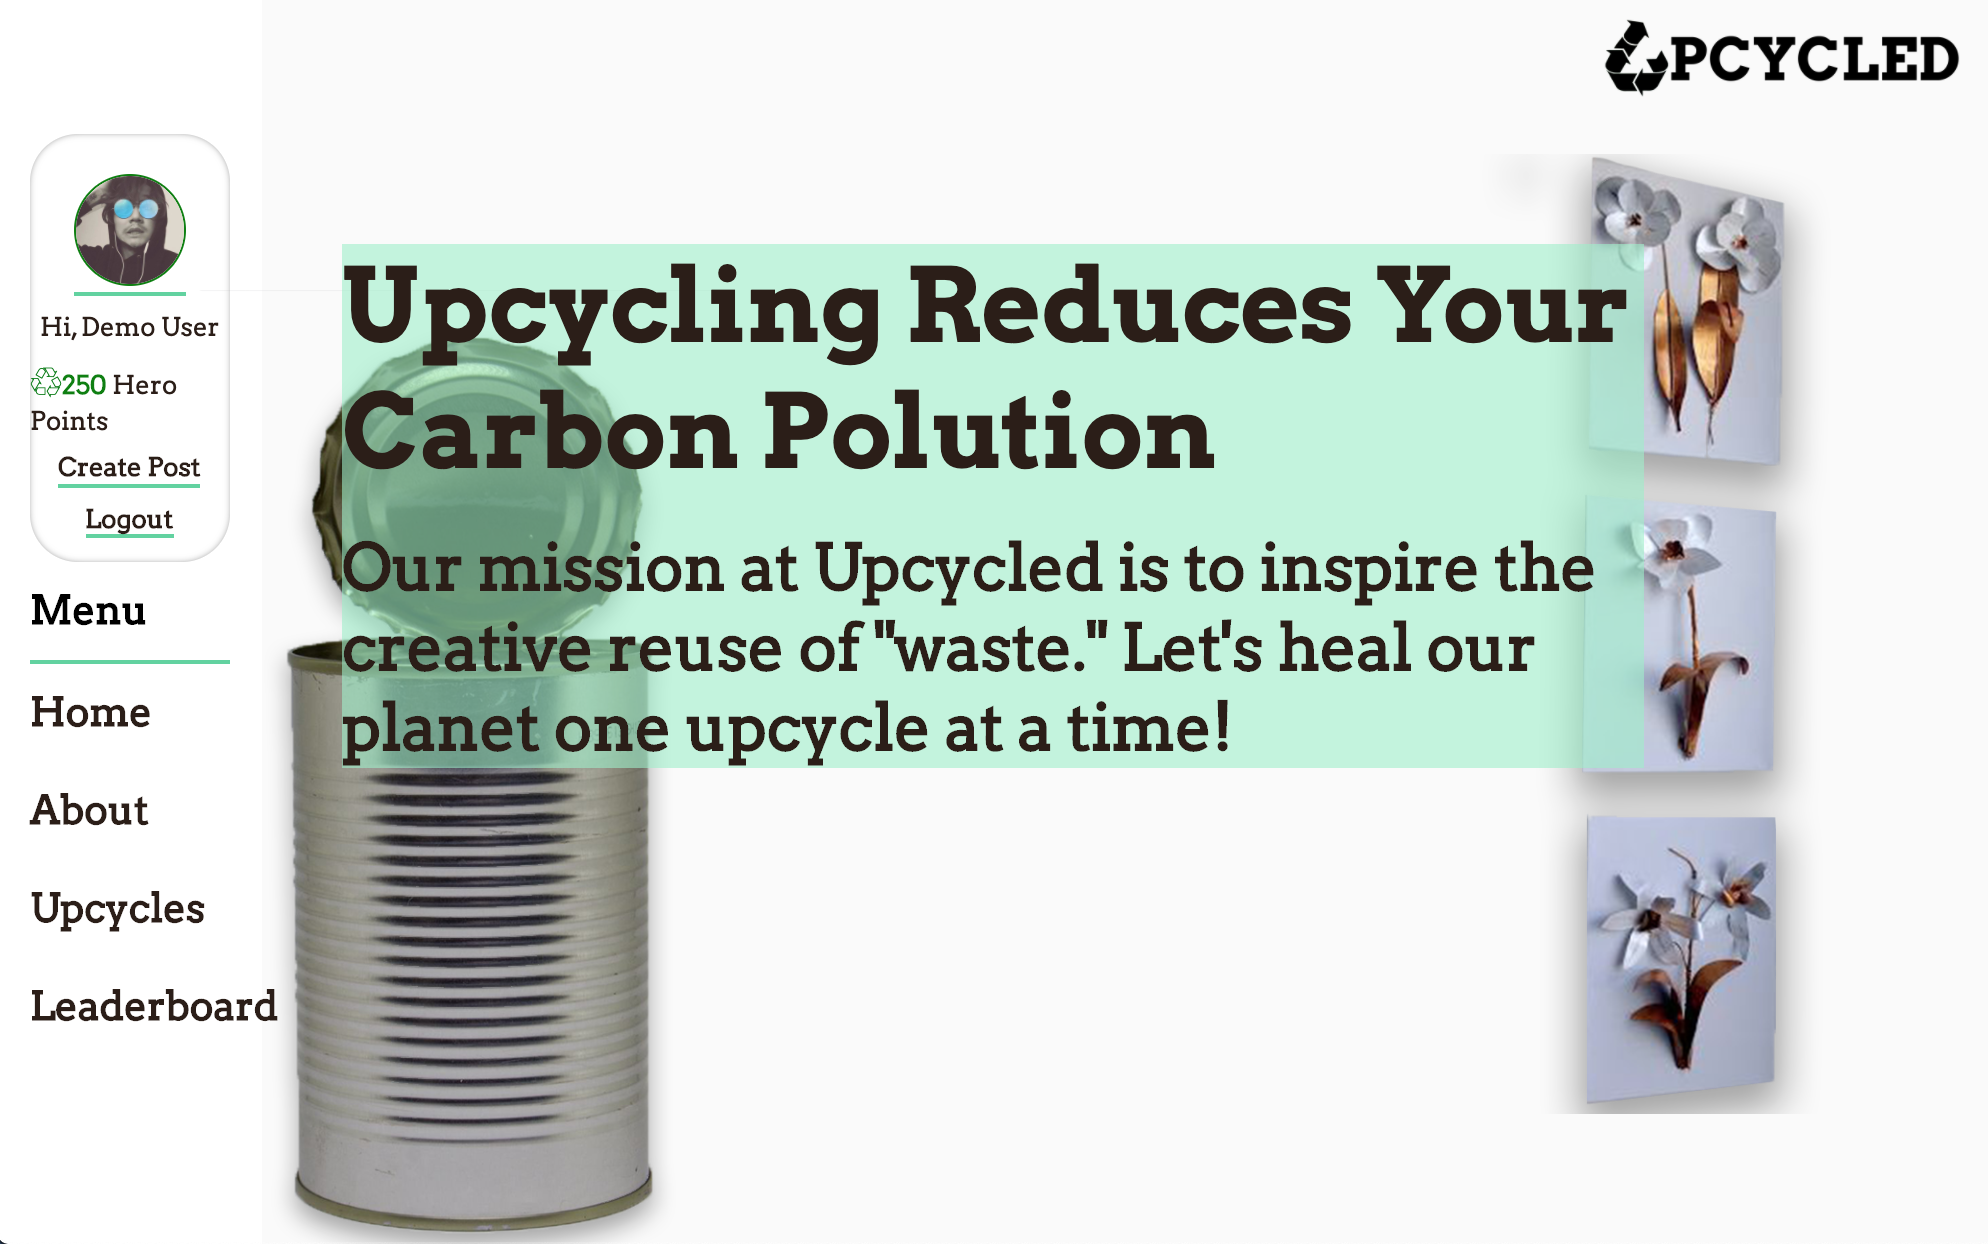 PCYCLED
Hi, Demo User
250 Hero
Points
Create Post
Logout
Menu
Home
About
Upcycles
Leaderboard
Upcycling Reduces Your
Carbon Polution
Our mission at Upcycled is to inspire the
creative reuse of "waste." Let's heal our
planet one upcycle at a time!